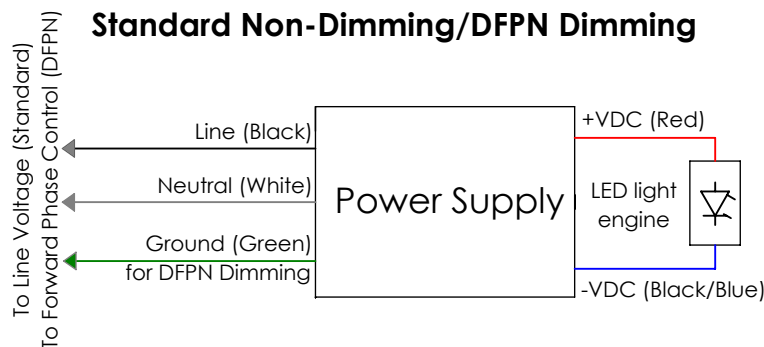 Standard Non-Dimming/DFPN Dimming
To Line Voltage (Standard)
To Forward Phase Control (DFPN)
Line (Black)
Neutral (White)
Ground (Green)
for DFPN Dimming
Power Supply
+VDC (Red)
LED light
engine
-VDC (Black/Blue)